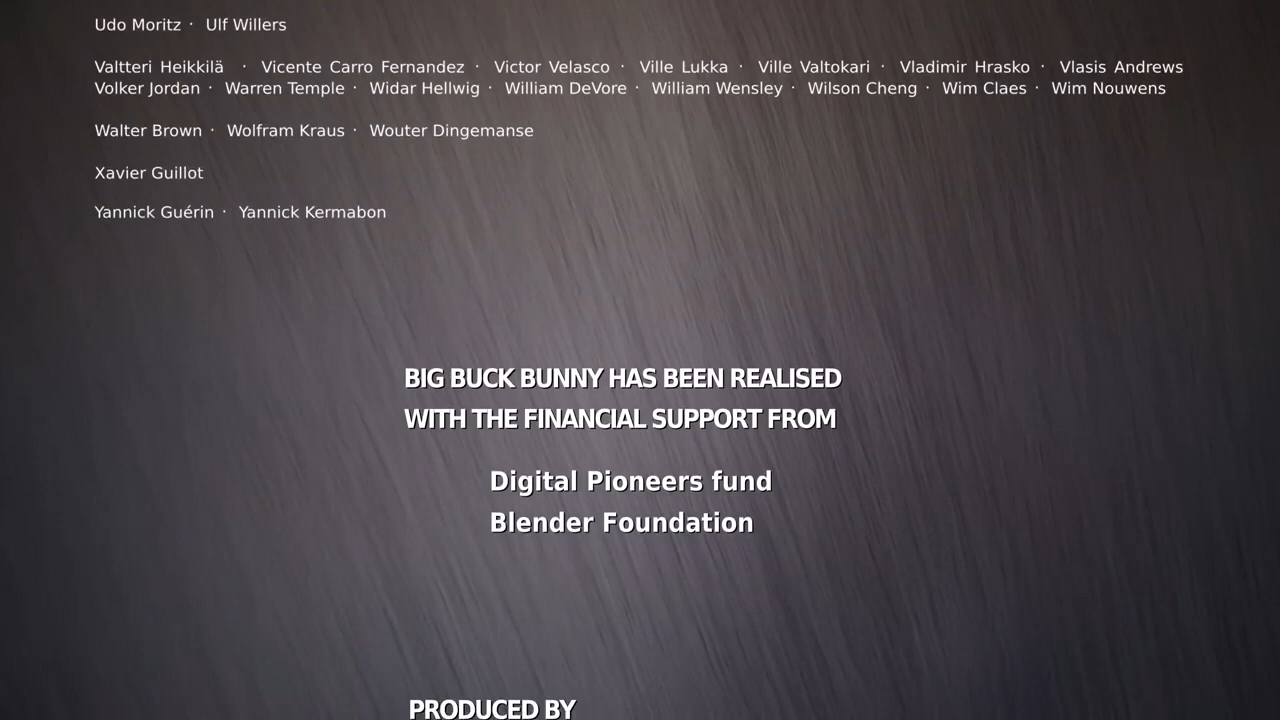 Udo Moritz · Ulf Willers
Valtteri Heikkilä · Vicente Carro Fernandez · Victor Velasco · Ville Lukka · Ville Valtokari · Vladimir Hrasko · Vlasis Andrews
Volker Jordan · Warren Temple · Widar Hellwig · William DeVore · William Wensley · Wilson Cheng · Wim Claes · Wim Nouwens
Walter Brown · Wolfram Kraus · Wouter Dingemanse
Xavier Guillot
Yannick Guérin · Yannick Kermabon
BIG BUCK BUNNY HAS BEEN REALISED
WITH THE FINANCIAL SUPPORT FROM
Digital Pioneers fund
Blender Foundation
PRODUCED BY